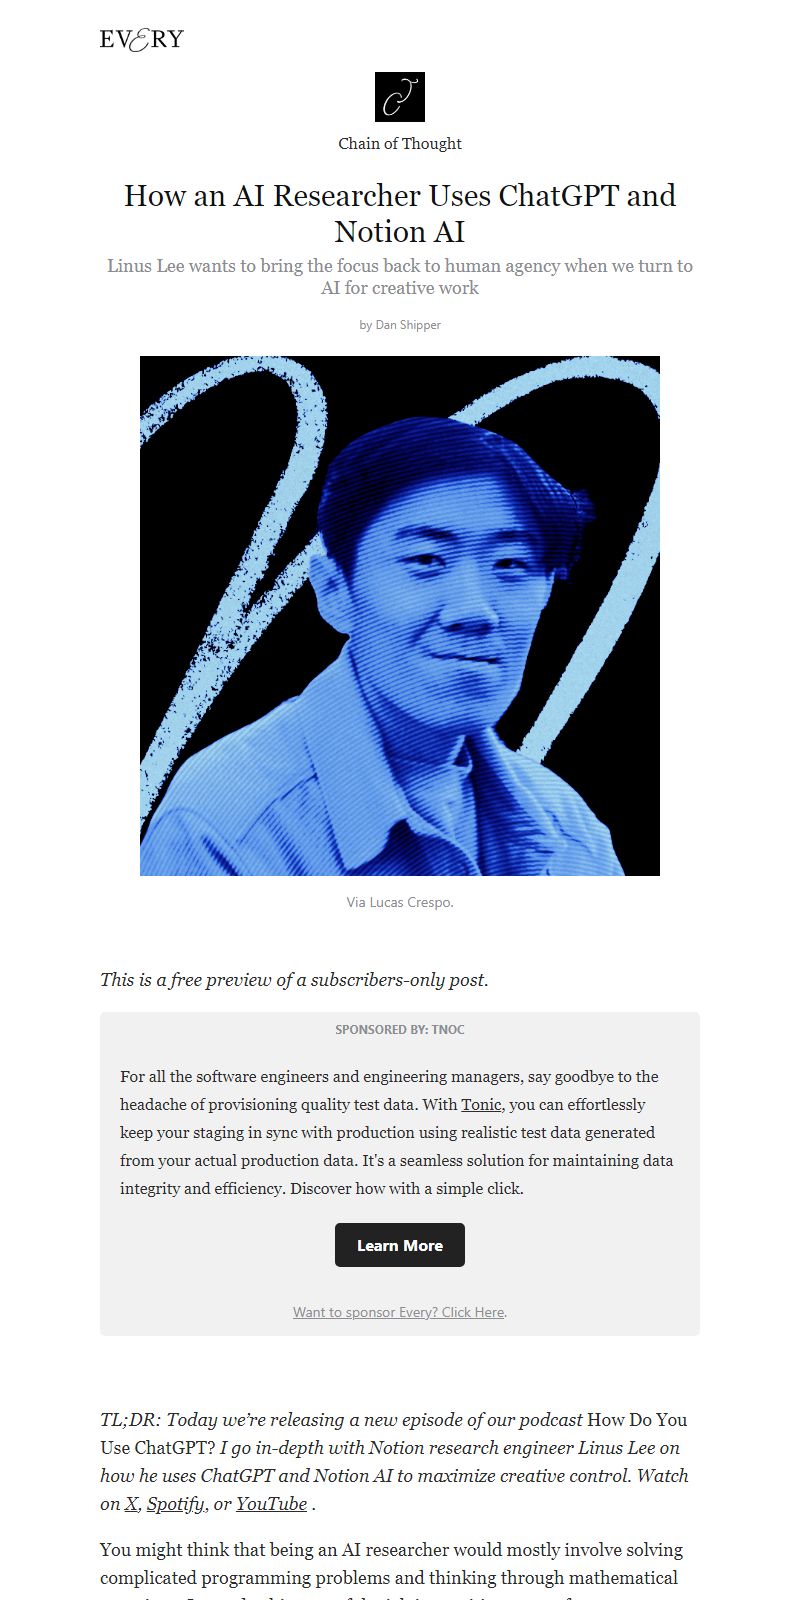 EVERY
Chain of Thought
How an AI Researcher Uses ChatGPT and
Notion AI
Linus Lee wants to bring the focus back to human agency when we turn to
AI for creative work
by Dan Shipper
Via Lucas Crespo.
This is a free preview of a subscribers-only post.
SPONSORED BY: TNOC
For all the software engineers and engineering managers, say goodbye to the
headache of provisioning quality test data. With Tonic, you can effortlessly
keep your staging in sync with production using realistic test data generated
from your actual production data. It's a seamless solution for maintaining data
integrity and efficiency. Discover how with a simple click.
Learn More
Want to sponsor Every? Click Here.
TL;DR: Today we’re releasing a new episode of our podcast How Do You
Use ChatGPT? I go in-depth with Notion research engineer Linus Lee on
how he uses ChatGPT and Notion AI to maximize creative control. Watch
on X, Spotify, or YouTube .
You might think that being an AI researcher would mostly involve solving
complicated programming problems and thinking through mathematical